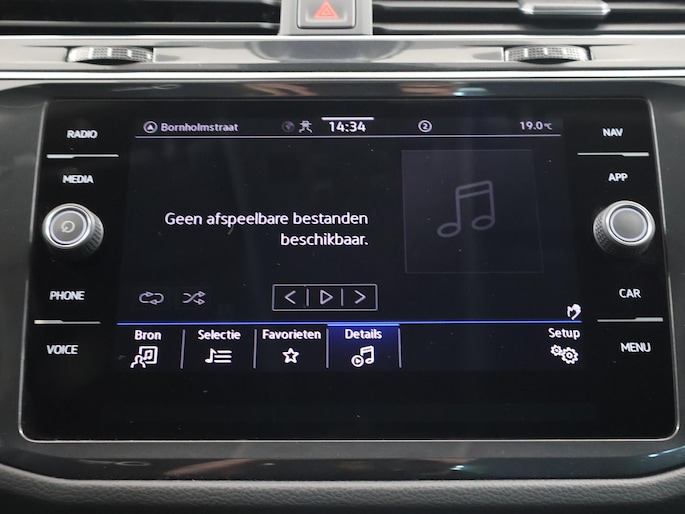 RADIO
MEDIA
PHONE
VOICE
Bornholmstraat
14:34
2
19.0°C
Geen afspeelbare bestanden
beschikbaar.
Bron
Selectie
Favorieten
Details
Setup
NAV
APP
CAR
MENU